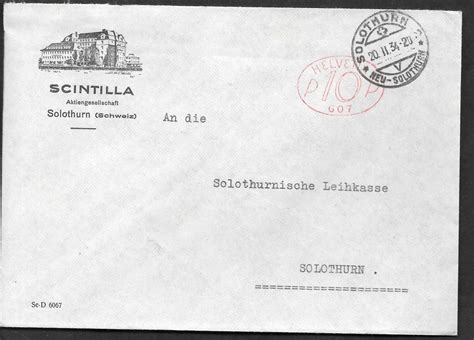 SCINTILLA
Aktiengesellschaft
Solothurn (Schweiz)
HELVETIA
P 10 P
607
SOLOTHURN
20.II.34-20
* NEU-SOLOTHURN *
An die
Solothurnische Leihkasse
SOLOTHURN .
====================
Se-D 6067